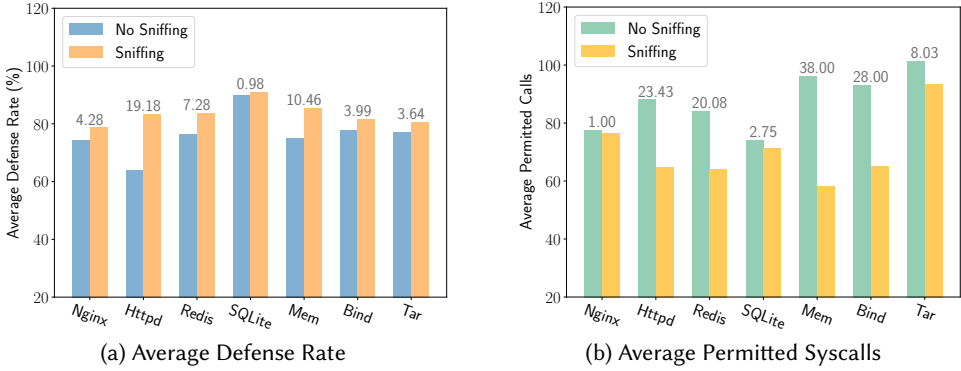 120
100
80
60
40
20
Average Defense Rate (%)
No Sniffing
Sniffing
4.28
19.18
7.28
0.98
10.46
3.99
3.64
Nginx
Httpd
Redis
SQLite
Mem
Bind
Tar
(a) Average Defense Rate
120
100
80
60
40
20
Average Permitted Calls
No Sniffing
Sniffing
1.00
23.43
20.08
2.75
38.00
28.00
8.03
Nginx
Httpd
Redis
SQLite
Mem
Bind
Tar
(b) Average Permitted Syscalls